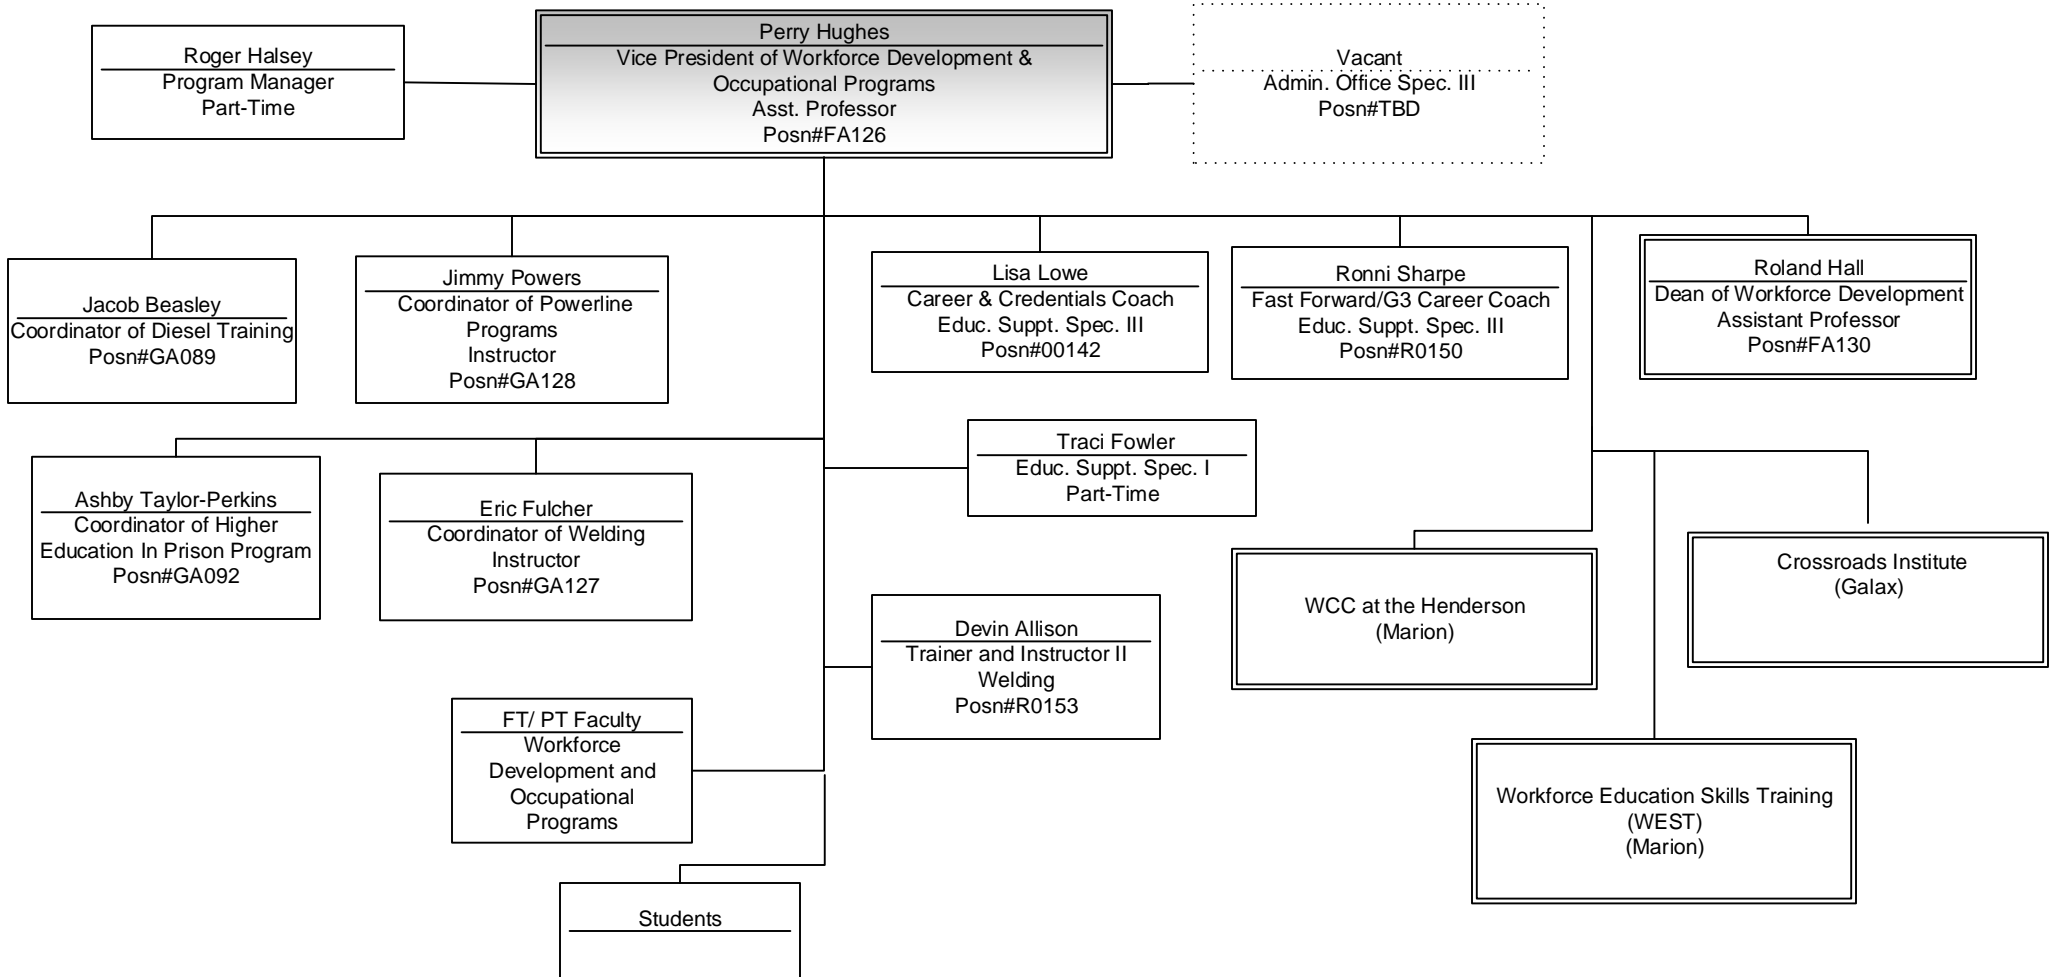 Roger Halsey
Program Manager
Part-Time
Perry Hughes
Vice President of Workforce Development &
Occupational Programs
Asst. Professor
Posn#FA126
Vacant
Admin. Office Spec. III
Posn#TBD
Jacob Beasley
Coordinator of Diesel Training
Posn#GA089
Jimmy Powers
Coordinator of Powerline
Programs
Instructor
Posn#GA128
Lisa Lowe
Career & Credentials Coach
Educ. Suppt. Spec. III
Posn#00142
Ronni Sharpe
Fast Forward/G3 Career Coach
Educ. Suppt. Spec. III
Posn#R0150
Roland Hall
Dean of Workforce Development
Assistant Professor
Posn#FA130
Ashby Taylor-Perkins
Coordinator of Higher
Education In Prison Program
Posn#GA092
Eric Fulcher
Coordinator of Welding
Instructor
Posn#GA127
Traci Fowler
Educ. Suppt. Spec. I
Part-Time
WCC at the Henderson
(Marion)
Crossroads Institute
(Galax)
Devin Allison
Trainer and Instructor II
Welding
Posn#R0153
FT/ PT Faculty
Workforce
Development and
Occupational
Programs
Workforce Education Skills Training
(WEST)
(Marion)
Students